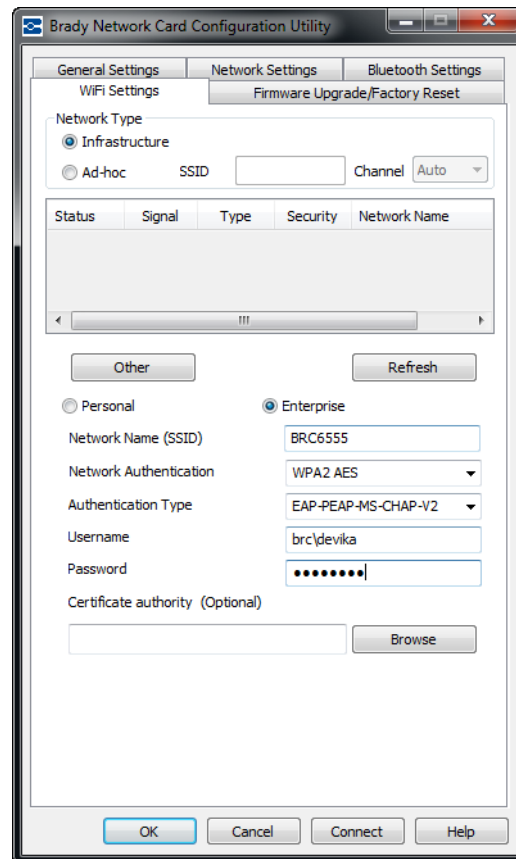 Brady Network Card Configuration Utility
General Settings Network Settings Bluetooth Settings
WiFi Settings Firmware Upgrade/Factory Reset
Network Type
Infrastructure
Ad-hoc SSID Channel Auto
Status Signal Type Security Network Name
Other Refresh
Personal Enterprise
Network Name (SSID) BRC6555
Network Authentication WPA2 AES
Authentication Type EAP-PEAP-MS-CHAP-V2
Username brc\devika
Password ●●●●●●●●
Certificate authority (Optional)
Browse
OK Cancel Connect Help